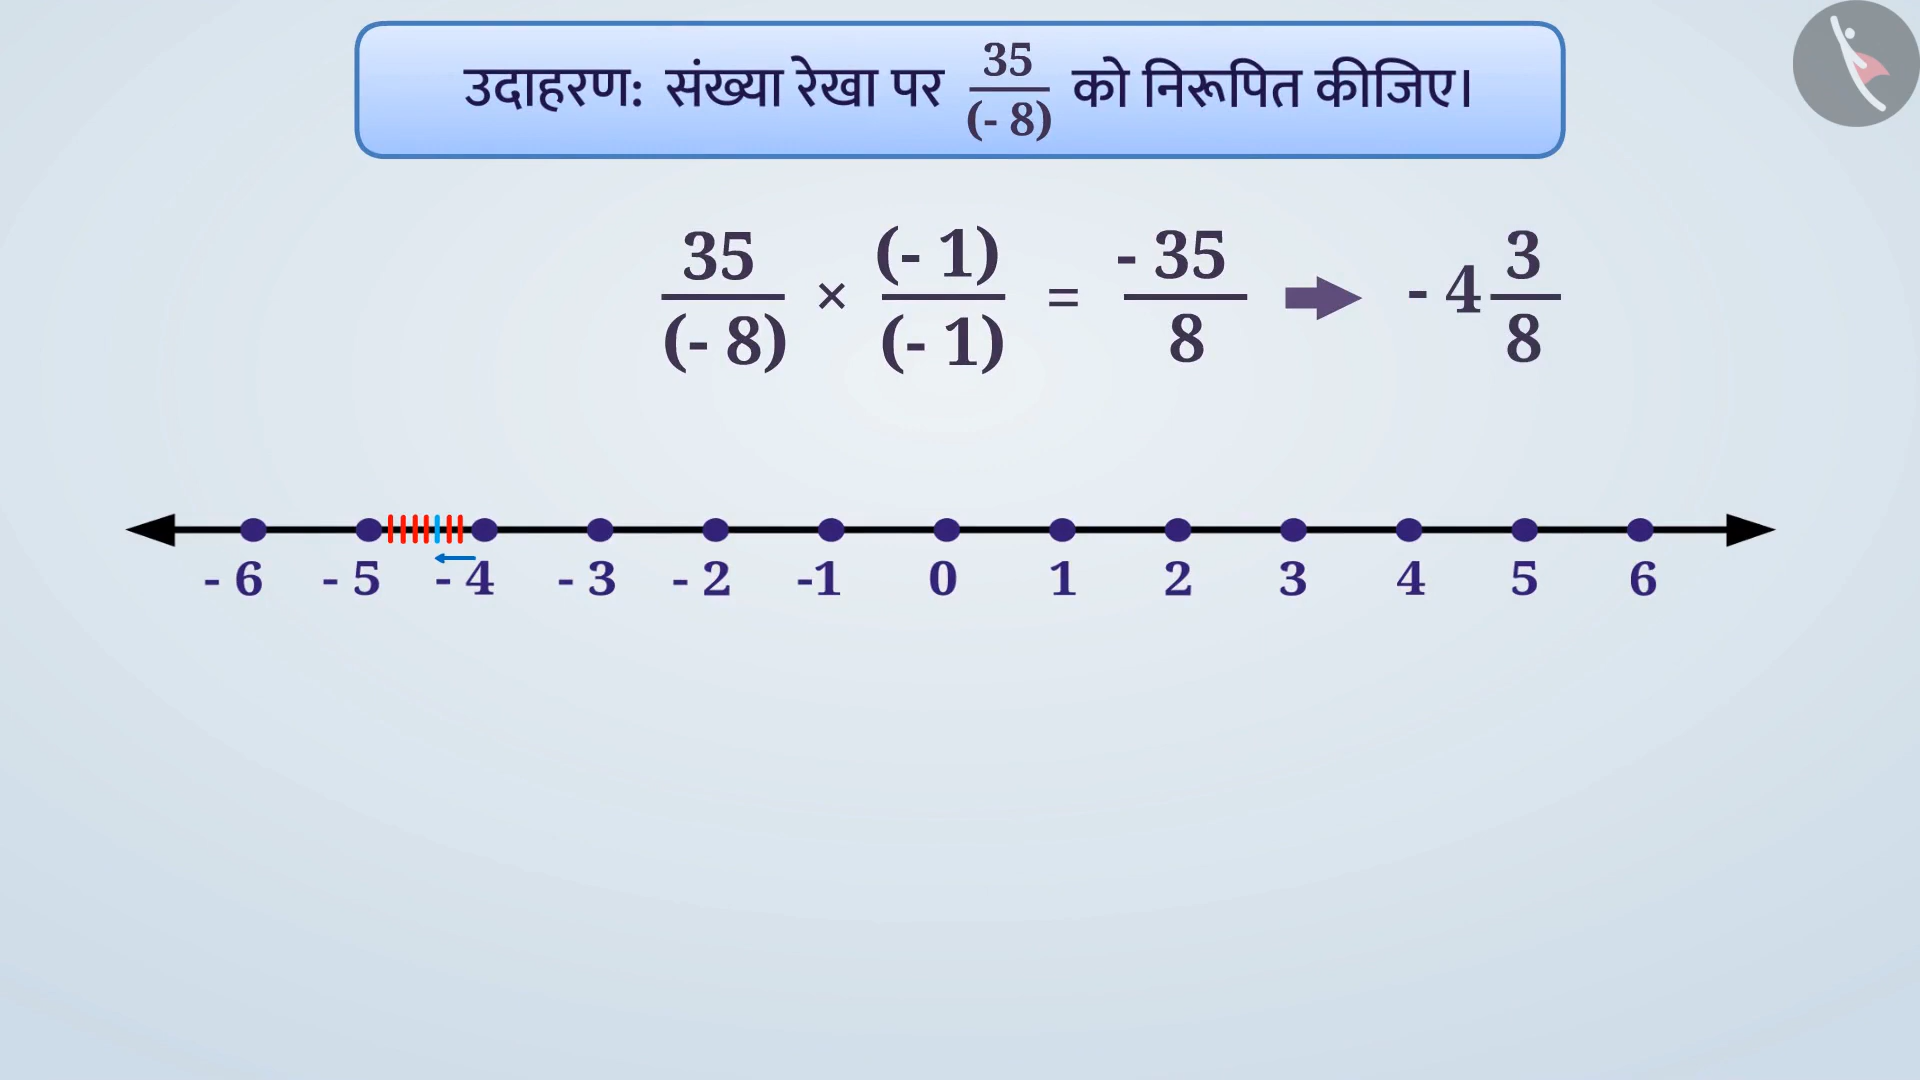 उदाहरण: संख्या रेखा पर 35/(- 8) को निरूपित कीजिए।
35/(- 8) × (- 1)/(- 1) = - 35/8 ➡ - 4 3/8
- 6 - 5 - 4 - 3 - 2 -1 0 1 2 3 4 5 6